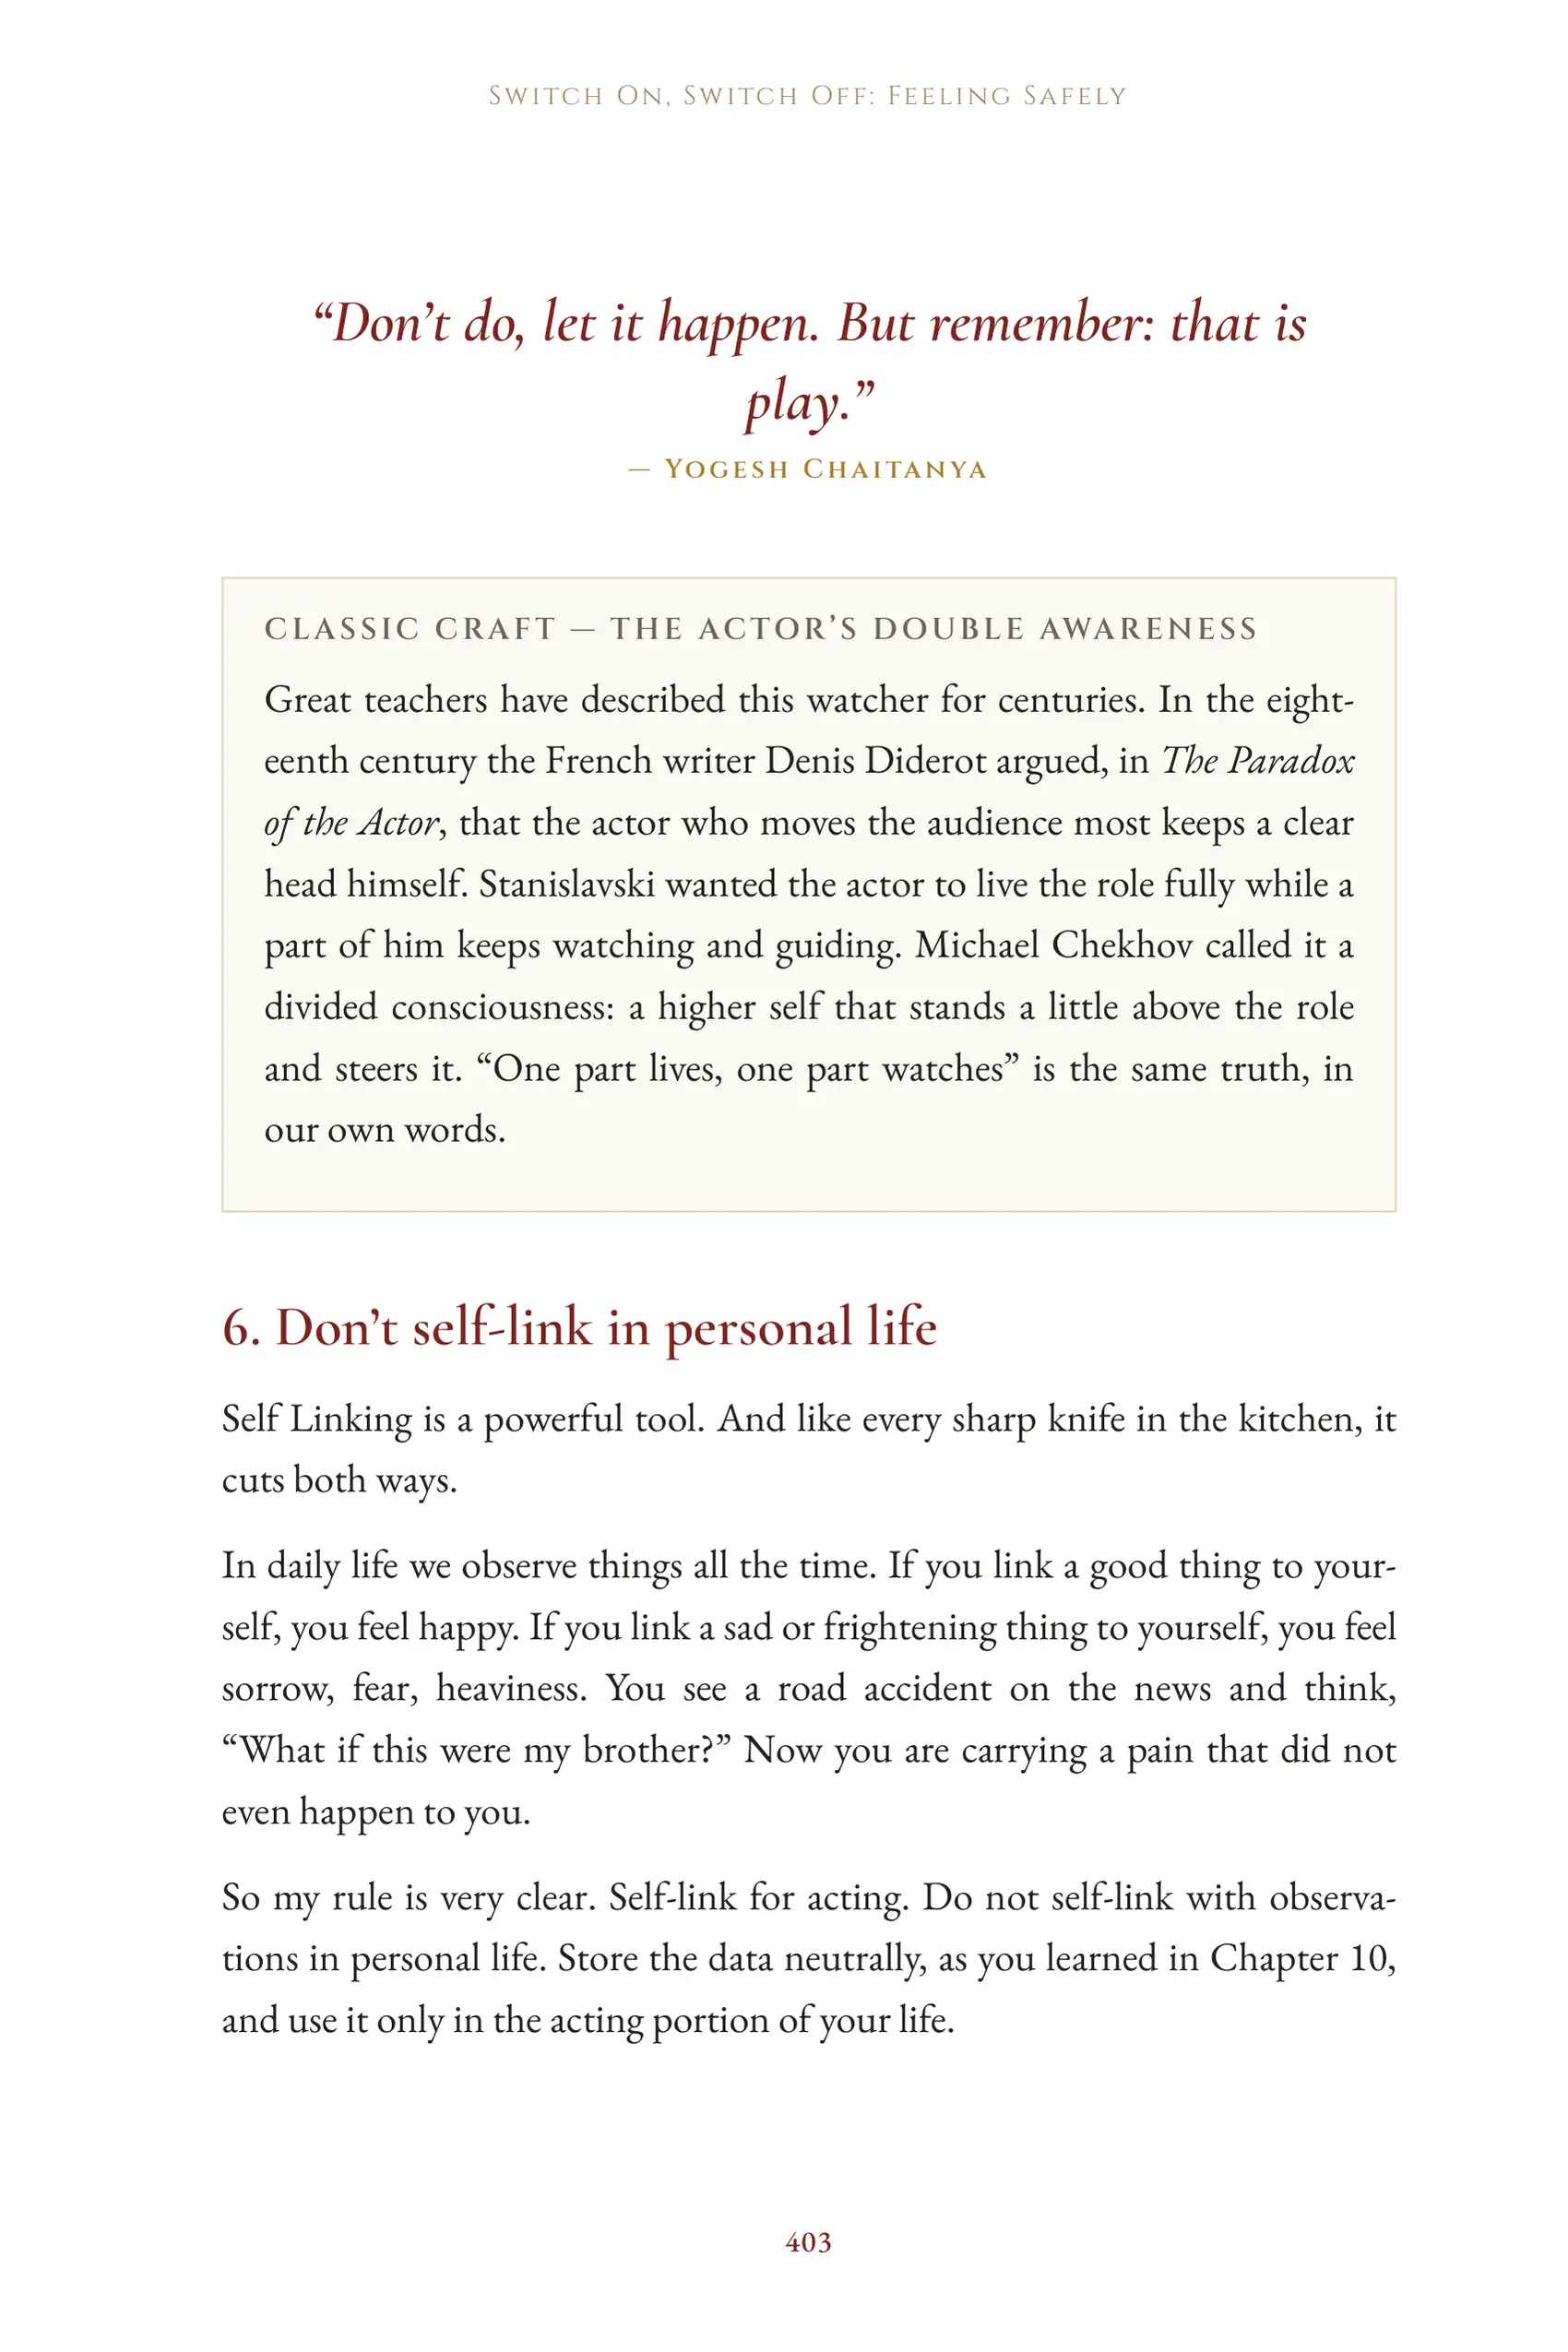 Switch On, Switch Off: Feeling Safely
“Don’t do, let it happen. But remember: that is
play.”
— Yogesh Chaitanya
CLASSIC CRAFT — THE ACTOR’S DOUBLE AWARENESS
Great teachers have described this watcher for centuries. In the eight-
eenth century the French writer Denis Diderot argued, in The Paradox
of the Actor, that the actor who moves the audience most keeps a clear
head himself. Stanislavski wanted the actor to live the role fully while a
part of him keeps watching and guiding. Michael Chekhov called it a
divided consciousness: a higher self that stands a little above the role
and steers it. “One part lives, one part watches” is the same truth, in
our own words.
6. Don’t self-link in personal life
Self Linking is a powerful tool. And like every sharp knife in the kitchen, it
cuts both ways.
In daily life we observe things all the time. If you link a good thing to your-
self, you feel happy. If you link a sad or frightening thing to yourself, you feel
sorrow, fear, heaviness. You see a road accident on the news and think,
“What if this were my brother?” Now you are carrying a pain that did not
even happen to you.
So my rule is very clear. Self-link for acting. Do not self-link with observa-
tions in personal life. Store the data neutrally, as you learned in Chapter 10,
and use it only in the acting portion of your life.
403